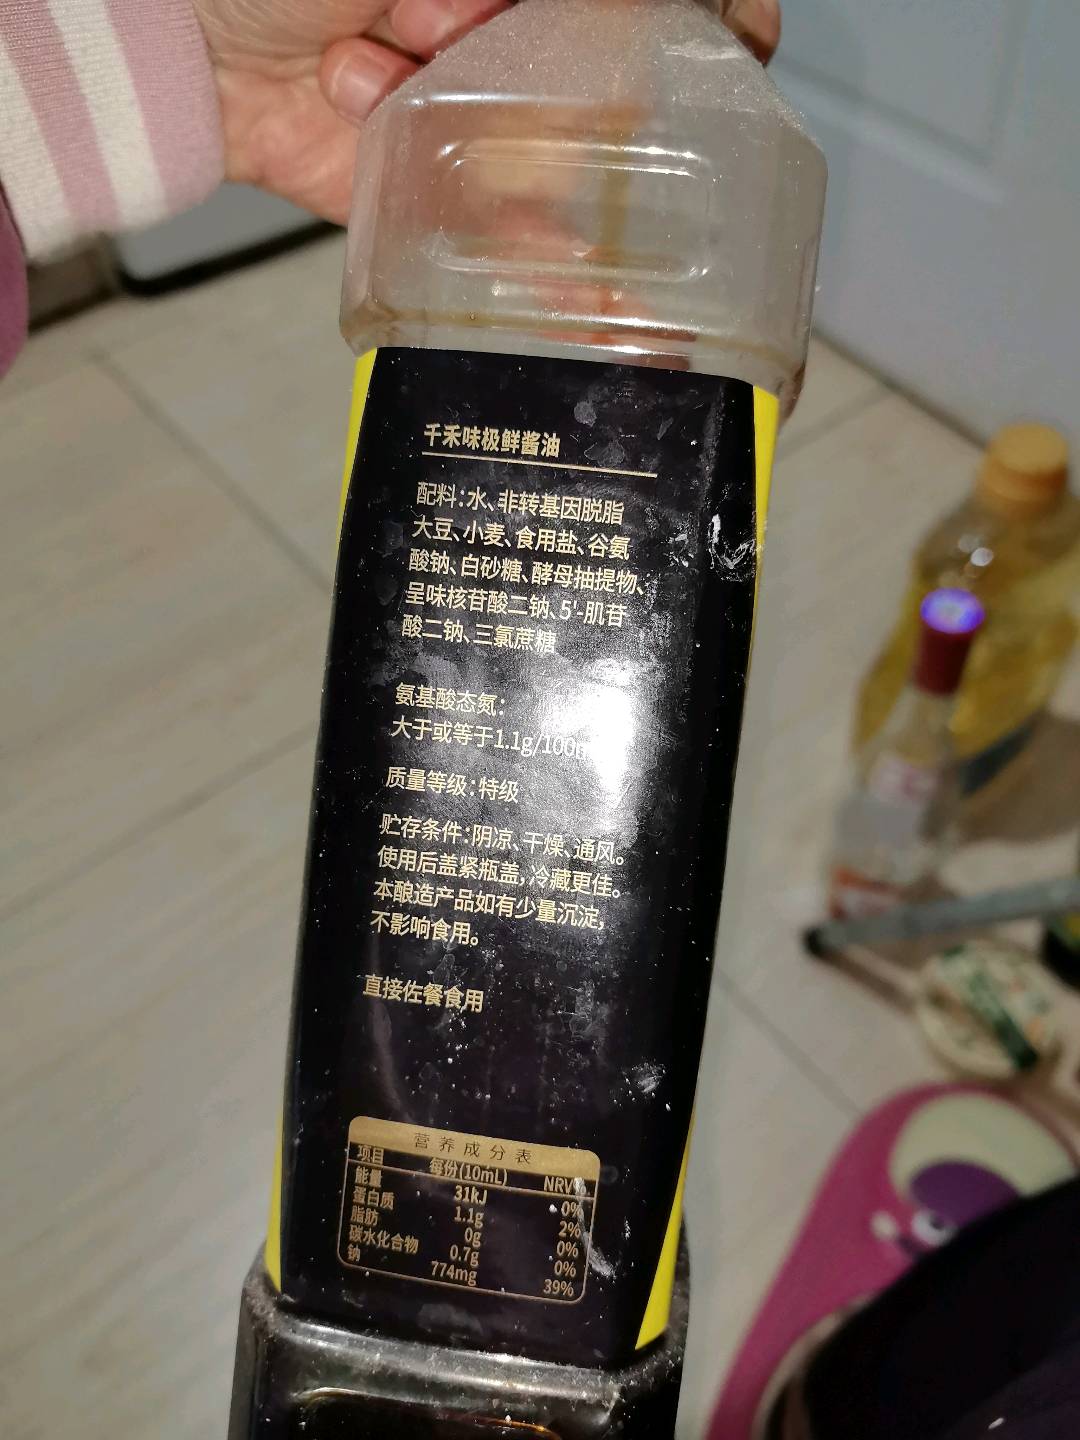 千禾味极鲜酱油
配料:水、非转基因脱脂
大豆、小麦、食用盐、谷氨
酸钠、白砂糖、酵母抽提物、
呈味核苷酸二钠、5'-肌苷
酸二钠、三氯蔗糖
氨基酸态氮:
大于或等于1.1g/100
质量等级:特级
贮存条件:阴凉、干燥、通风。
使用后盖紧瓶盖,冷藏更佳。
本酿造产品如有少量沉淀,
不影响食用。
直接佐餐食用
营养成分表
项目 每份(10mL) NRV%
能量 31kJ 0%
蛋白质 1.1g 2%
脂肪 0g 0%
碳水化合物 0.7g 0%
钠 774mg 39%